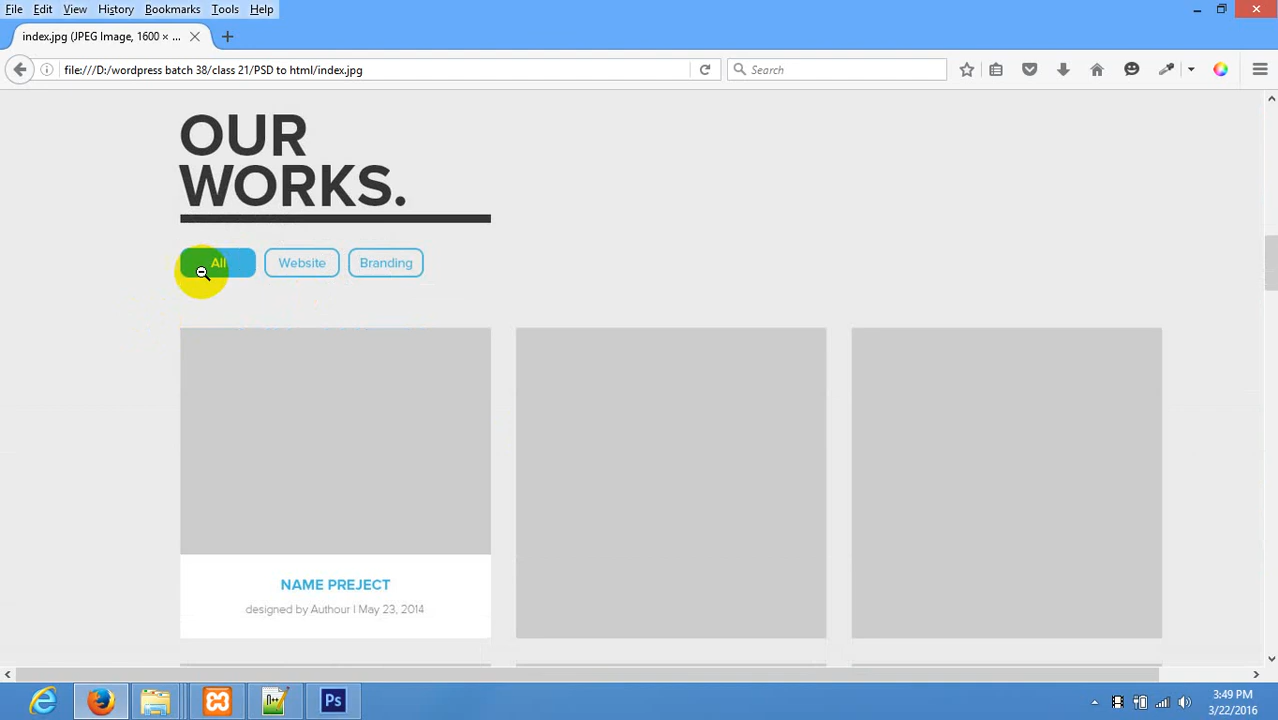 File Edit View History Bookmarks Tools Help
index.jpg (JPEG Image, 1600 × ...
file:///D:/wordpress batch 38/class 21/PSD to html/index.jpg
Search
OUR
WORKS.
All Website Branding
NAME PREJECT
designed by Authour I May 23, 2014
Ps
3:49 PM
3/22/2016